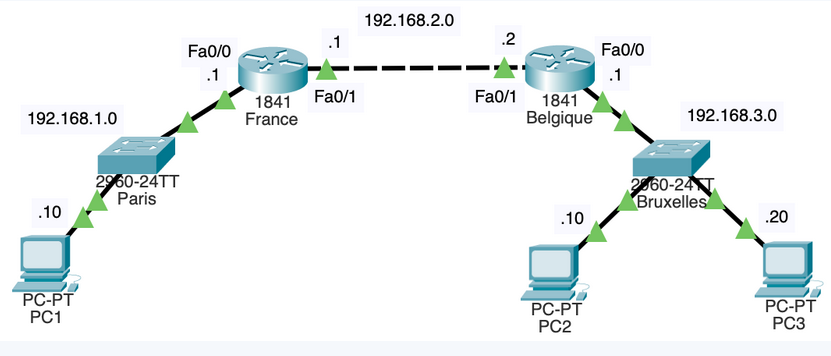 192.168.2.0
Fa0/0
.1
.1
Fa0/1
1841
France
.2
Fa0/1
Fa0/0
.1
1841
Belgique
192.168.1.0
192.168.3.0
2960-24TT
Paris
2960-24TT
Bruxelles
.10
.10
.20
PC-PT
PC1
PC-PT
PC2
PC-PT
PC3